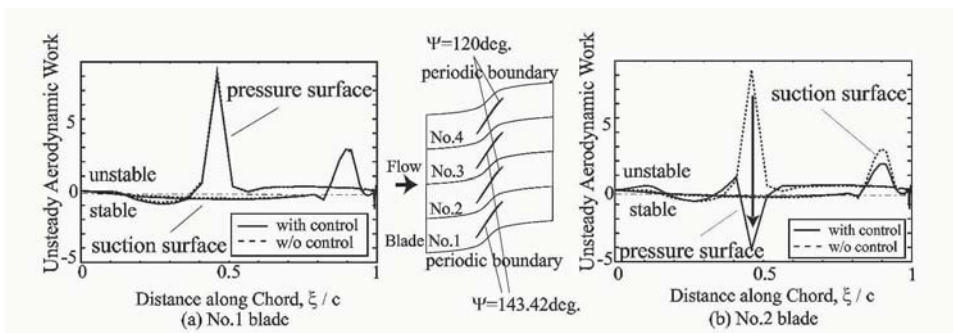 Unsteady Aerodynamic Work
5
0
-5
unstable
stable
pressure surface
suction surface
with control
w/o control
0
0.5
1
Distance along Chord, ξ / c
(a) No.1 blade
Ψ=120deg.
periodic boundary
No.4
Flow
No.3
No.2
Blade No.1
periodic boundary
Ψ=143.42deg.
Unsteady Aerodynamic Work
5
0
-5
suction surface
unstable
stable
pressure surface
with control
w/o control
0
0.5
1
Distance along Chord, ξ / c
(b) No.2 blade